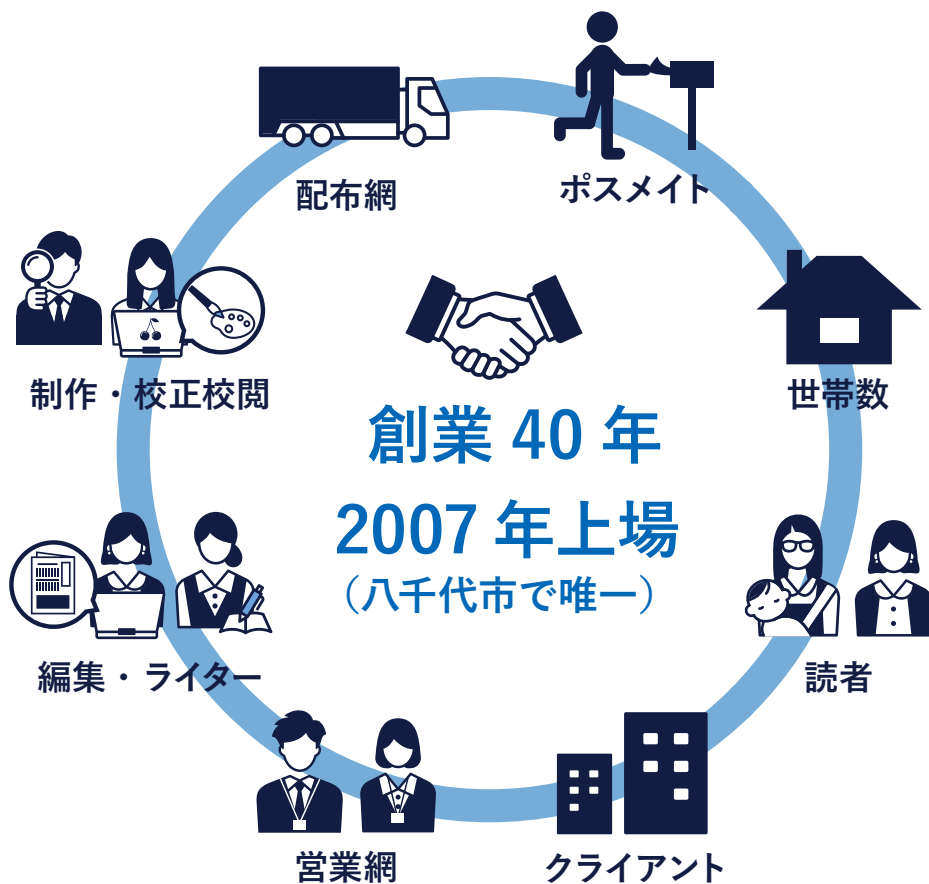 配布網
ポスメイト
制作・校正校閲
世帯数
創業 40 年
2007 年上場
（八千代市で唯一）
編集・ライター
読者
営業網
クライアント